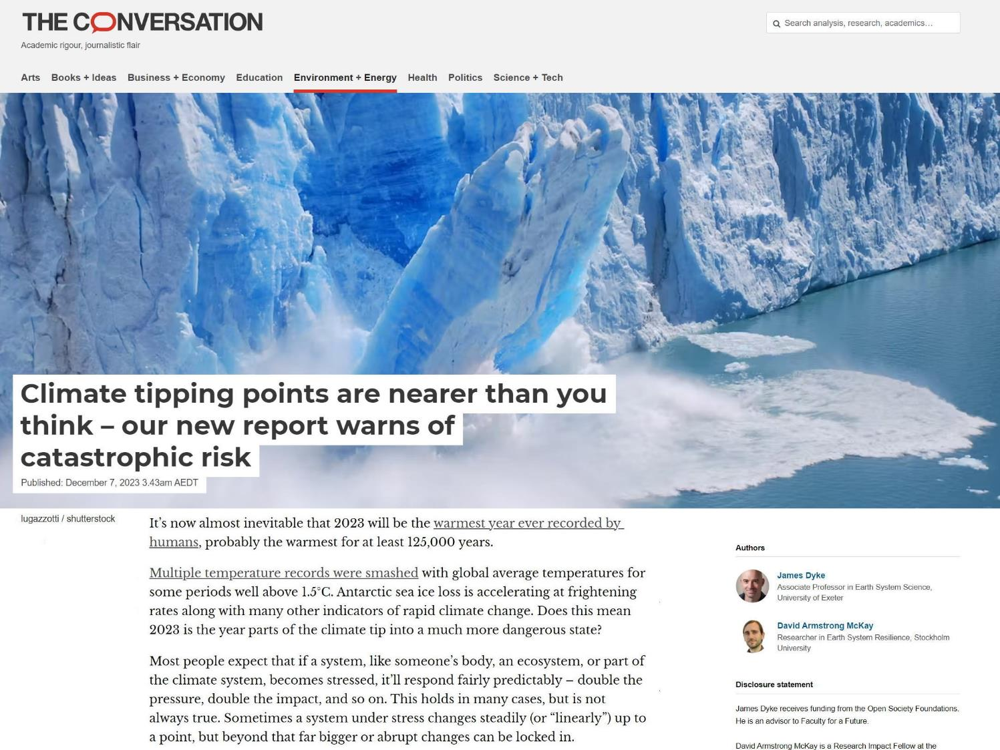 THE CONVERSATION
Search analysis, research, academics...
Academic rigour, journalistic flair
Arts Books + Ideas Business + Economy Education Environment + Energy Health Politics Science + Tech
Climate tipping points are nearer than you
think – our new report warns of
catastrophic risk
Published: December 7, 2023 3.43am AEDT
lugazzotti / shutterstock
It’s now almost inevitable that 2023 will be the warmest year ever recorded by
humans, probably the warmest for at least 125,000 years.
Multiple temperature records were smashed with global average temperatures for
some periods well above 1.5°C. Antarctic sea ice loss is accelerating at frightening
rates along with many other indicators of rapid climate change. Does this mean
2023 is the year parts of the climate tip into a much more dangerous state?
Most people expect that if a system, like someone’s body, an ecosystem, or part of
the climate system, becomes stressed, it’ll respond fairly predictably – double the
pressure, double the impact, and so on. This holds in many cases, but is not
always true. Sometimes a system under stress changes steadily (or “linearly”) up to
a point, but beyond that far bigger or abrupt changes can be locked in.
Authors
James Dyke
Associate Professor in Earth System Science,
University of Exeter
David Armstrong McKay
Researcher in Earth System Resilience, Stockholm
University
Disclosure statement
James Dyke receives funding from the Open Society Foundations.
He is an advisor to Faculty for a Future.
David Armstrong McKay is a Research Impact Fellow at the